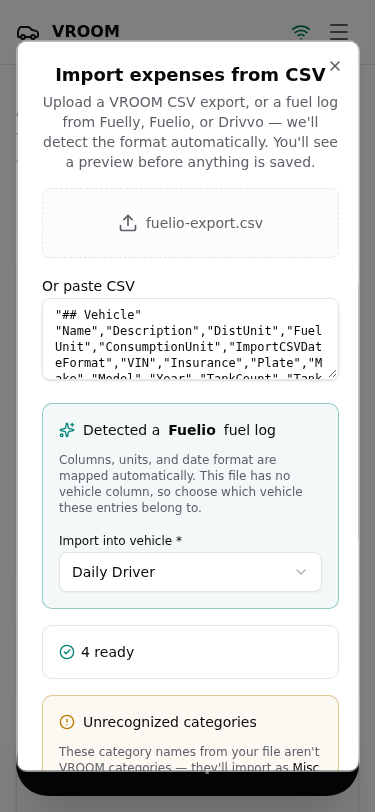 VROOM
Import expenses from CSV
Upload a VROOM CSV export, or a fuel log
from Fuelly, Fuelio, or Drivvo — we'll
detect the format automatically. You'll see
a preview before anything is saved.
fuelio-export.csv
Or paste CSV
"## Vehicle"
"Name","Description","DistUnit","Fuel
Unit","ConsumptionUnit","ImportCSVDat
eFormat","VIN","Insurance","Plate","M
ake","Model","Year","TankCount","Tank
Detected a Fuelio fuel log
Columns, units, and date format are
mapped automatically. This file has no
vehicle column, so choose which vehicle
these entries belong to.
Import into vehicle *
Daily Driver
4 ready
Unrecognized categories
These category names from your file aren't
VROOM categories — they'll import as Misc